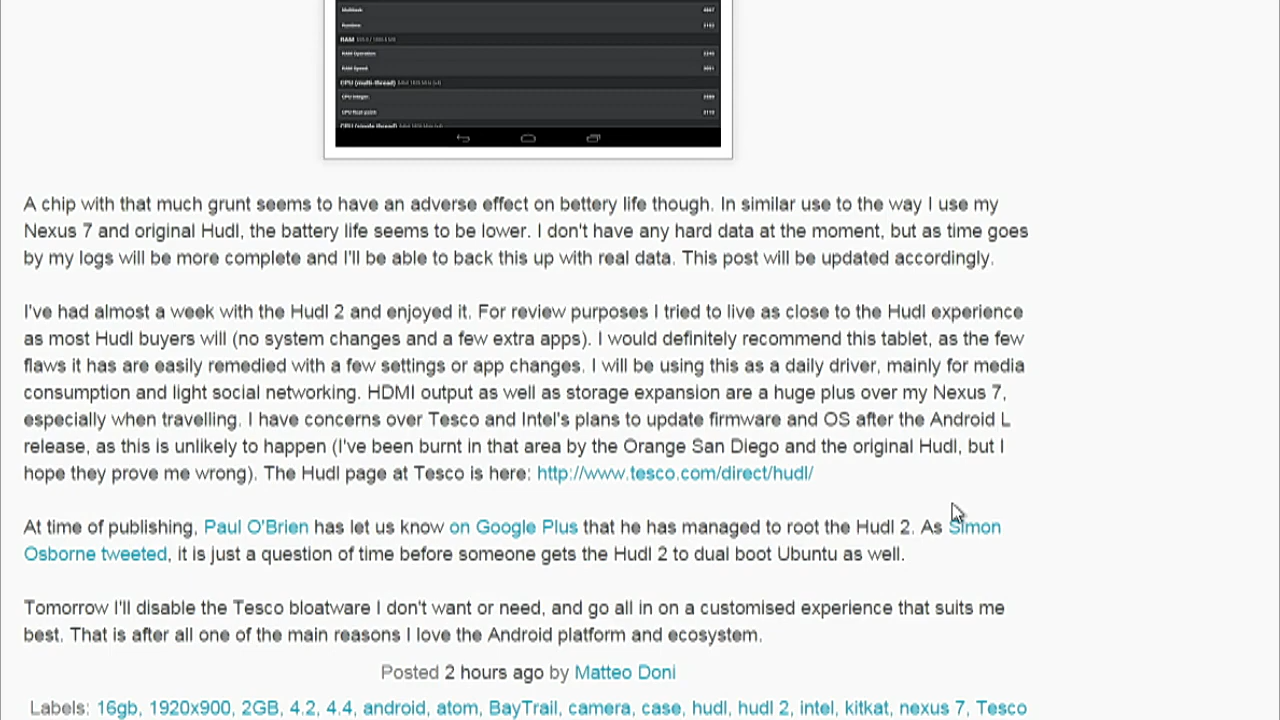 RAM
RAM Operation
RAM Speed
CPU (multi-thread)
CPU integer
CPU float-point
A chip with that much grunt seems to have an adverse effect on bettery life though. In similar use to the way I use my
Nexus 7 and original Hudl, the battery life seems to be lower. I don't have any hard data at the moment, but as time goes
by my logs will be more complete and I'll be able to back this up with real data. This post will be updated accordingly.
I've had almost a week with the Hudl 2 and enjoyed it. For review purposes I tried to live as close to the Hudl experience
as most Hudl buyers will (no system changes and a few extra apps). I would definitely recommend this tablet, as the few
flaws it has are easily remedied with a few settings or app changes. I will be using this as a daily driver, mainly for media
consumption and light social networking. HDMI output as well as storage expansion are a huge plus over my Nexus 7,
especially when travelling. I have concerns over Tesco and Intel's plans to update firmware and OS after the Android L
release, as this is unlikely to happen (I've been burnt in that area by the Orange San Diego and the original Hudl, but I
hope they prove me wrong). The Hudl page at Tesco is here: http://www.tesco.com/direct/hudl/
At time of publishing, Paul O'Brien has let us know on Google Plus that he has managed to root the Hudl 2. As Simon
Osborne tweeted, it is just a question of time before someone gets the Hudl 2 to dual boot Ubuntu as well.
Tomorrow I'll disable the Tesco bloatware I don't want or need, and go all in on a customised experience that suits me
best. That is after all one of the main reasons I love the Android platform and ecosystem.
Posted 2 hours ago by Matteo Doni
Labels: 16gb, 1920x900, 2GB, 4.2, 4.4, android, atom, BayTrail, camera, case, hudl, hudl 2, intel, kitkat, nexus 7, Tesco